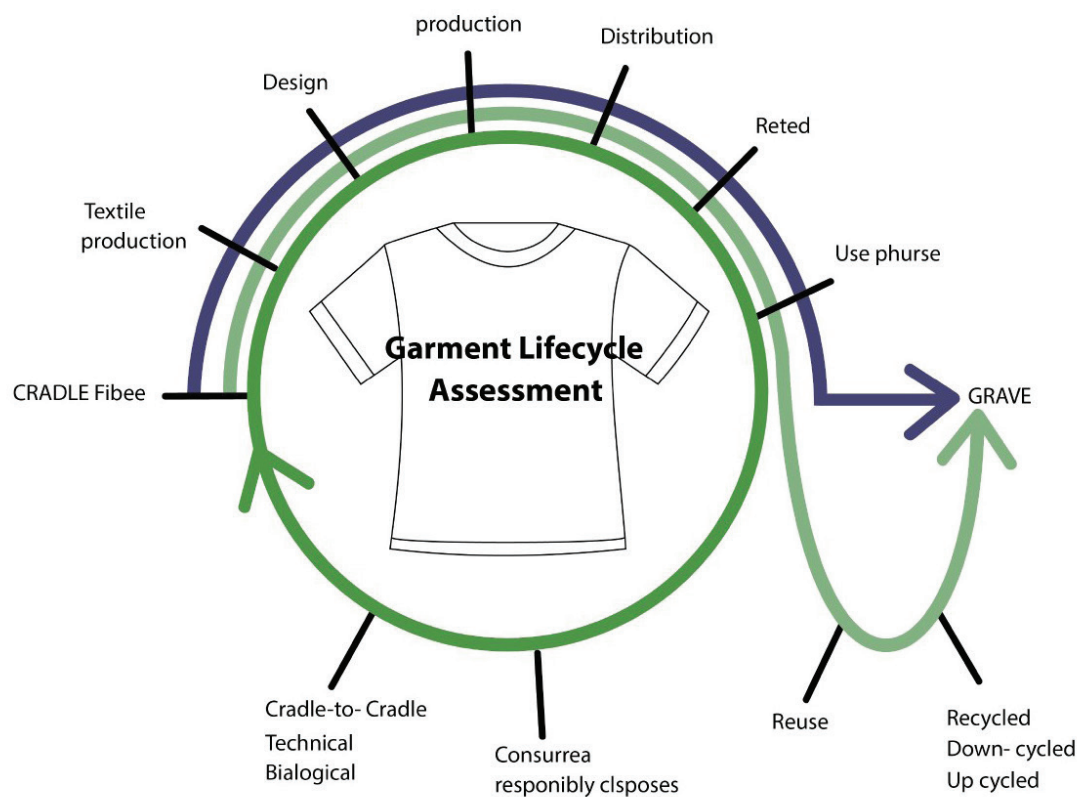 production
Distribution
Design
Reted
Textile
production
Use phurse
Garment Lifecycle
Assessment
CRADLE Fibee
GRAVE
Cradle-to- Cradle
Technical
Bialogical
Consurrea
responibly clsposes
Reuse
Recycled
Down- cycled
Up cycled